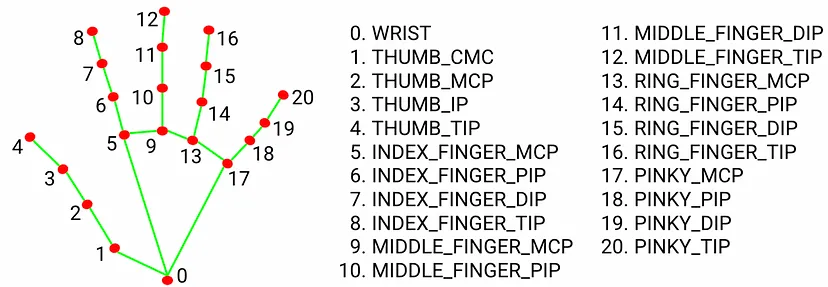 12
8
16
11
7
15
6
10
14
20
4
5
9
13
19
18
3
17
2
1
0
0. WRIST
1. THUMB_CMC
2. THUMB_MCP
3. THUMB_IP
4. THUMB_TIP
5. INDEX_FINGER_MCP
6. INDEX_FINGER_PIP
7. INDEX_FINGER_DIP
8. INDEX_FINGER_TIP
9. MIDDLE_FINGER_MCP
10. MIDDLE_FINGER_PIP
11. MIDDLE_FINGER_DIP
12. MIDDLE_FINGER_TIP
13. RING_FINGER_MCP
14. RING_FINGER_PIP
15. RING_FINGER_DIP
16. RING_FINGER_TIP
17. PINKY_MCP
18. PINKY_PIP
19. PINKY_DIP
20. PINKY_TIP